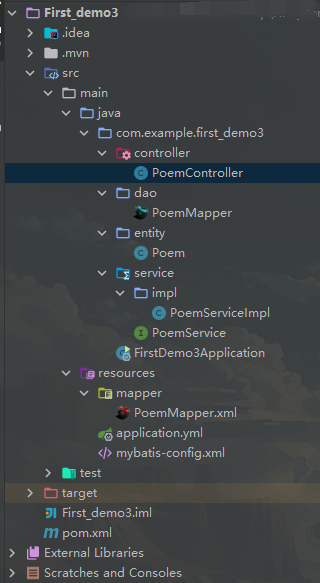 First_demo3
.idea
.mvn
src
main
java
com.example.first_demo3
controller
PoemController
dao
PoemMapper
entity
Poem
service
impl
PoemServiceImpl
PoemService
FirstDemo3Application
resources
mapper
PoemMapper.xml
application.yml
mybatis-config.xml
test
target
First_demo3.iml
pom.xml
External Libraries
Scratches and Consoles